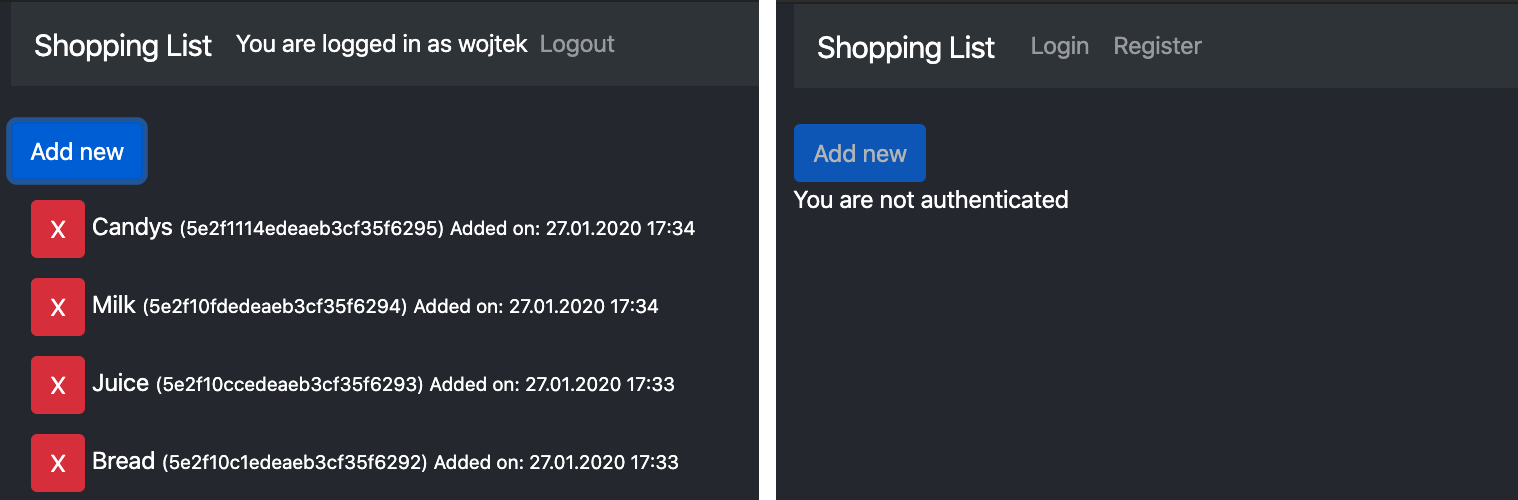 Shopping List You are logged in as wojtek Logout
Add new
X Candys (5e2f1114edeaeb3cf35f6295) Added on: 27.01.2020 17:34
X Milk (5e2f10fdedeaeb3cf35f6294) Added on: 27.01.2020 17:34
X Juice (5e2f10ccedeaeb3cf35f6293) Added on: 27.01.2020 17:33
X Bread (5e2f10c1edeaeb3cf35f6292) Added on: 27.01.2020 17:33
Shopping List Login Register
Add new
You are not authenticated